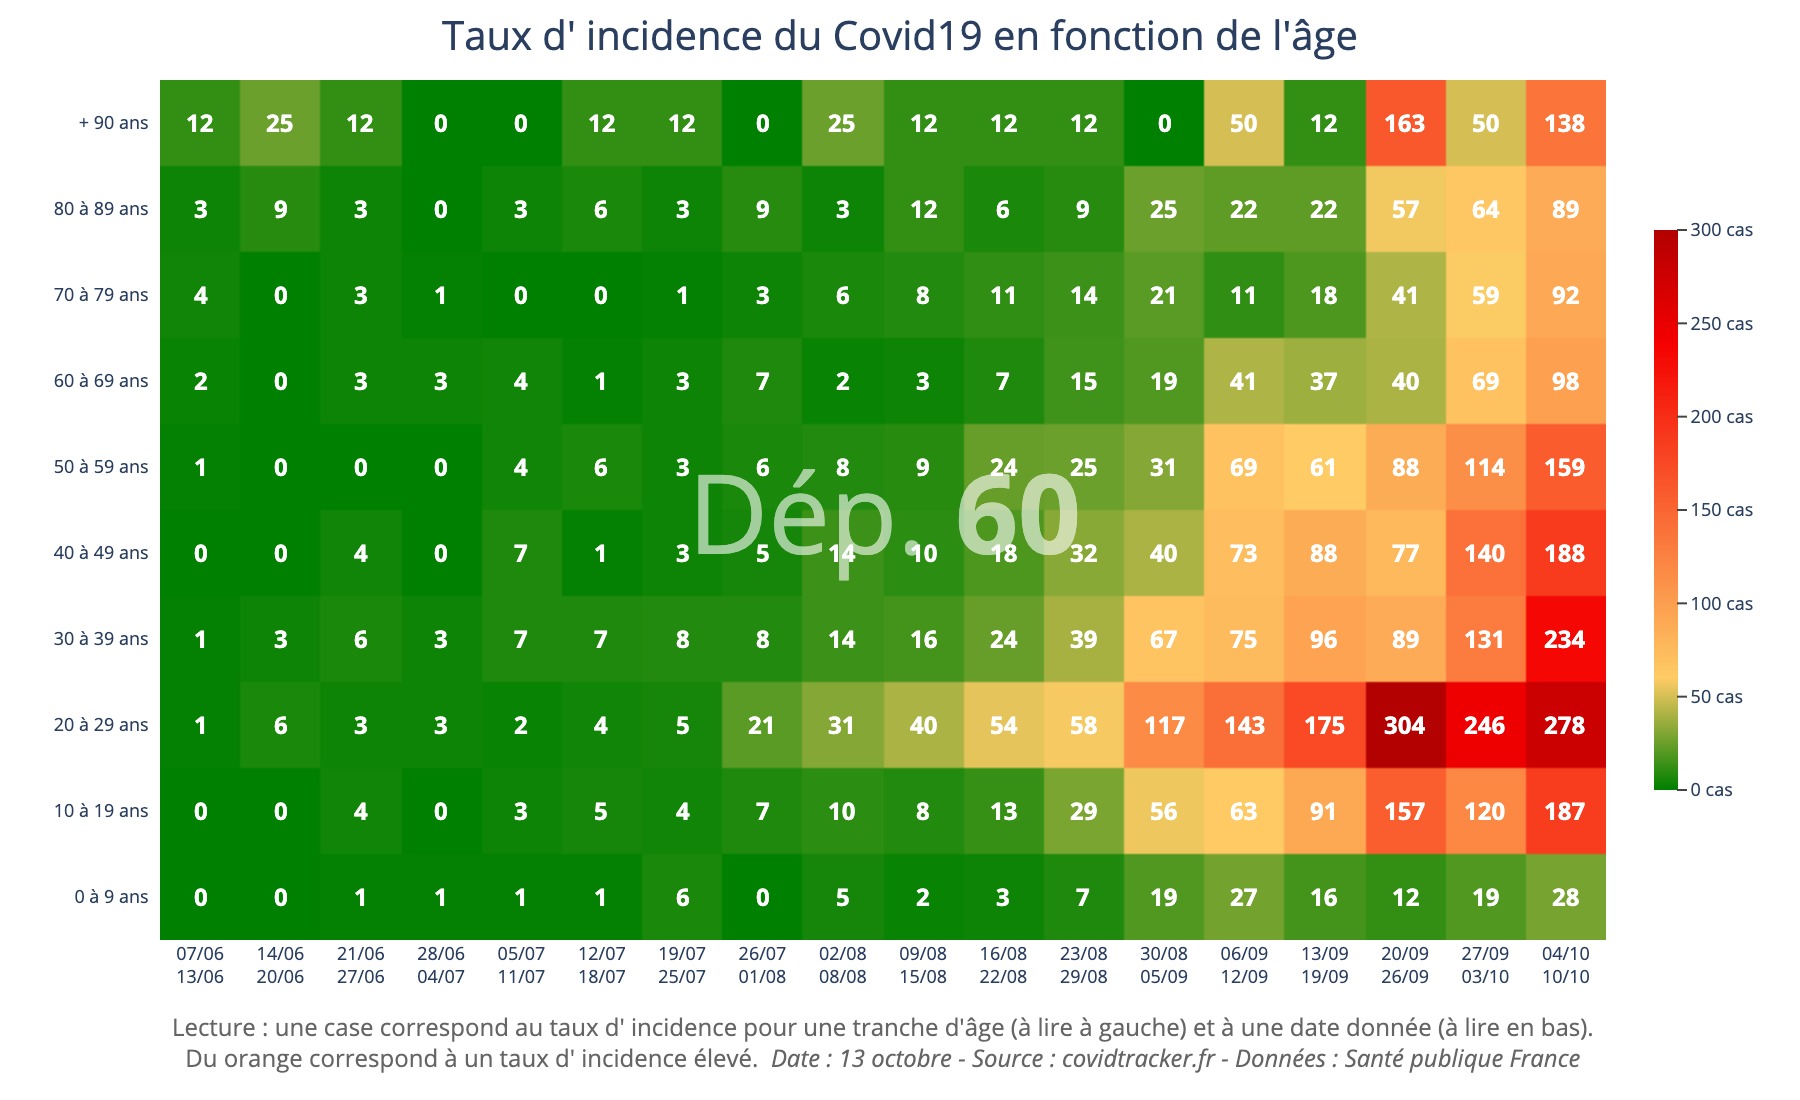 Taux d' incidence du Covid19 en fonction de l'âge
+ 90 ans 12 25 12 0 0 12 12 0 25 12 12 12 0 50 12 163 50 138
80 à 89 ans 3 9 3 0 3 6 3 9 3 12 6 9 25 22 22 57 64 89
300 cas
70 à 79 ans 4 0 3 1 0 0 1 3 6 8 11 14 21 11 18 41 59 92
250 cas
60 à 69 ans 2 0 3 3 4 1 3 7 2 3 7 15 19 41 37 40 69 98
200 cas
50 à 59 ans 1 0 0 0 4 6 3 6 8 9 24 25 31 69 61 88 114 159
Dép. 60
150 cas
40 à 49 ans 0 0 4 0 7 1 3 5 14 10 18 32 40 73 88 77 140 188
100 cas
30 à 39 ans 1 3 6 3 7 7 8 8 14 16 24 39 67 75 96 89 131 234
50 cas
20 à 29 ans 1 6 3 3 2 4 5 21 31 40 54 58 117 143 175 304 246 278
0 cas
10 à 19 ans 0 0 4 0 3 5 4 7 10 8 13 29 56 63 91 157 120 187
0 à 9 ans 0 0 1 1 1 1 6 0 5 2 3 7 19 27 16 12 19 28
07/06 14/06 21/06 28/06 05/07 12/07 19/07 26/07 02/08 09/08 16/08 23/08 30/08 06/09 13/09 20/09 27/09 04/10
13/06 20/06 27/06 04/07 11/07 18/07 25/07 01/08 08/08 15/08 22/08 29/08 05/09 12/09 19/09 26/09 03/10 10/10
Lecture : une case correspond au taux d' incidence pour une tranche d'âge (à lire à gauche) et à une date donnée (à lire en bas).
Du orange correspond à un taux d' incidence élevé. Date : 13 octobre - Source : covidtracker.fr - Données : Santé publique France